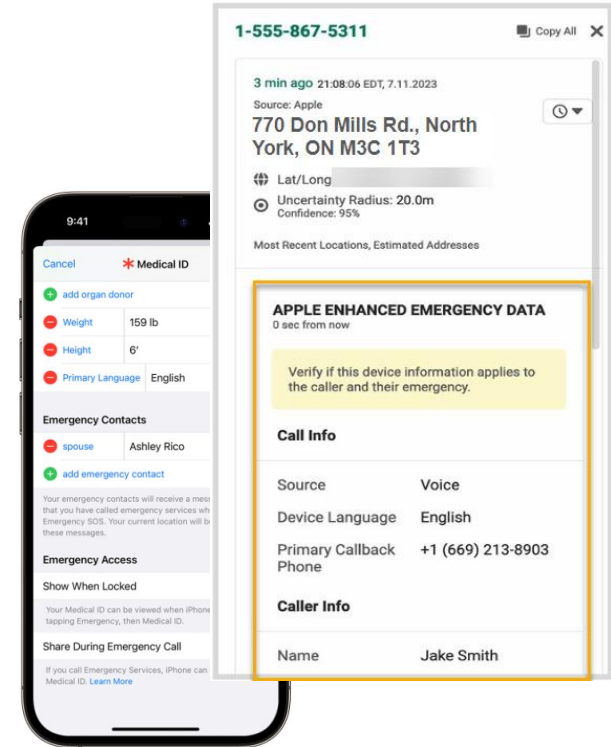 1-555-867-5311 Copy All
3 min ago 21:08:06 EDT, 7.11.2023
Source: Apple
770 Don Mills Rd., North
York, ON M3C 1T3
Lat/Long
Uncertainty Radius: 20.0m
Confidence: 95%
Most Recent Locations, Estimated Addresses
APPLE ENHANCED EMERGENCY DATA
0 sec from now
Verify if this device information applies to
the caller and their emergency.
Call Info
Source Voice
Device Language English
Primary Callback +1 (669) 213-8903
Phone
Caller Info
Name Jake Smith
9:41
Cancel Medical ID
add organ donor
Weight 159 lb
Height 6'
Primary Language English
Emergency Contacts
spouse Ashley Rico
add emergency contact
Your emergency contacts will receive a
that you have called emergency services
Emergency SOS. Your current location will
these messages.
Emergency Access
Show When Locked
Your Medical ID can be viewed when iPhone
tapping Emergency, then Medical ID.
Share During Emergency Call
If you call Emergency Services, iPhone can
Medical ID. Learn More